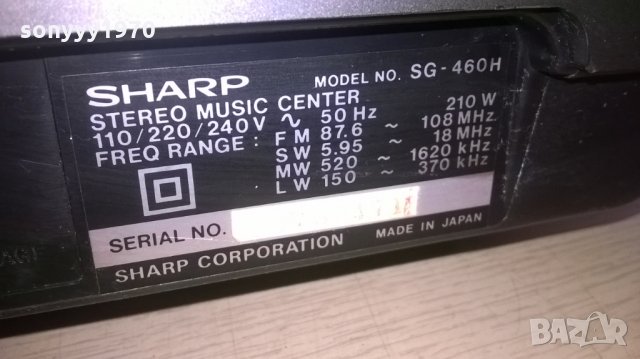 sonyyy1970
SHARP MODEL NO. SG-460H
STEREO MUSIC CENTER 210 W
110/220/240V ~ 50 Hz
FREQ RANGE : FM 87.6 ~ 108 MHz.
SW 5.95 ~ 18 MHz
MW 520 ~ 1620 kHz
LW 150 ~ 370 kHz
SERIAL NO.
MADE IN JAPAN
SHARP CORPORATION
BAZAR